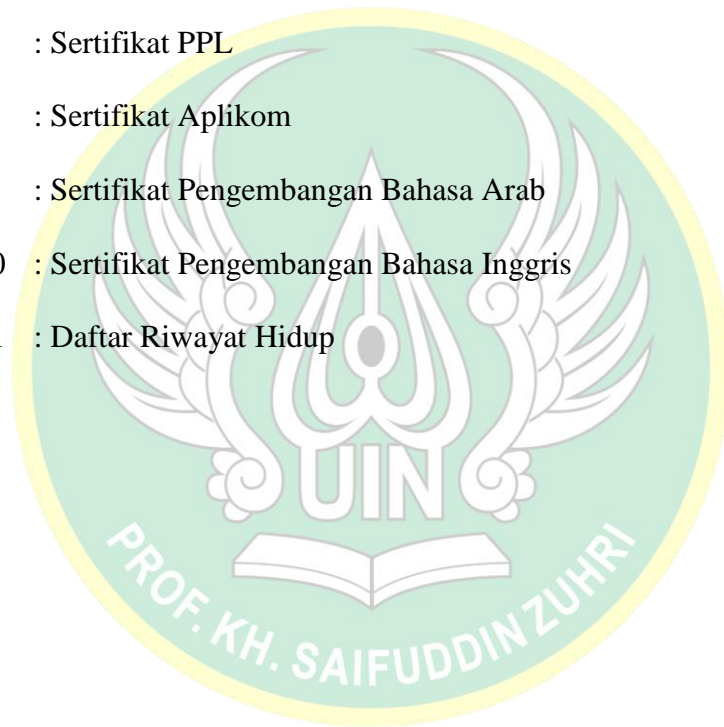 : Sertifikat PPL
: Sertifikat Aplikom
: Sertifikat Pengembangan Bahasa Arab
0 : Sertifikat Pengembangan Bahasa Inggris
: Daftar Riwayat Hidup
UIN
PROF. KH. SAIFUDDIN ZUHRI